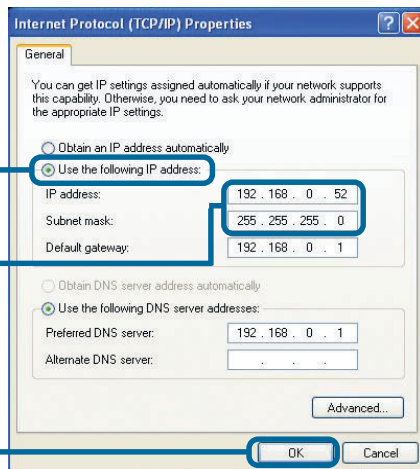 Internet Protocol (TCP/IP) Properties
General
You can get IP settings assigned automatically if your network supports
this capability. Otherwise, you need to ask your network administrator for
the appropriate IP settings.
Obtain an IP address automatically
Use the following IP address:
IP address: 192 . 168 . 0 . 52
Subnet mask: 255 . 255 . 255 . 0
Default gateway: 192 . 168 . 0 . 1
Obtain DNS server address automatically
Use the following DNS server addresses:
Preferred DNS server: 192 . 168 . 0 . 1
Alternate DNS server: . . .
Advanced...
OK Cancel